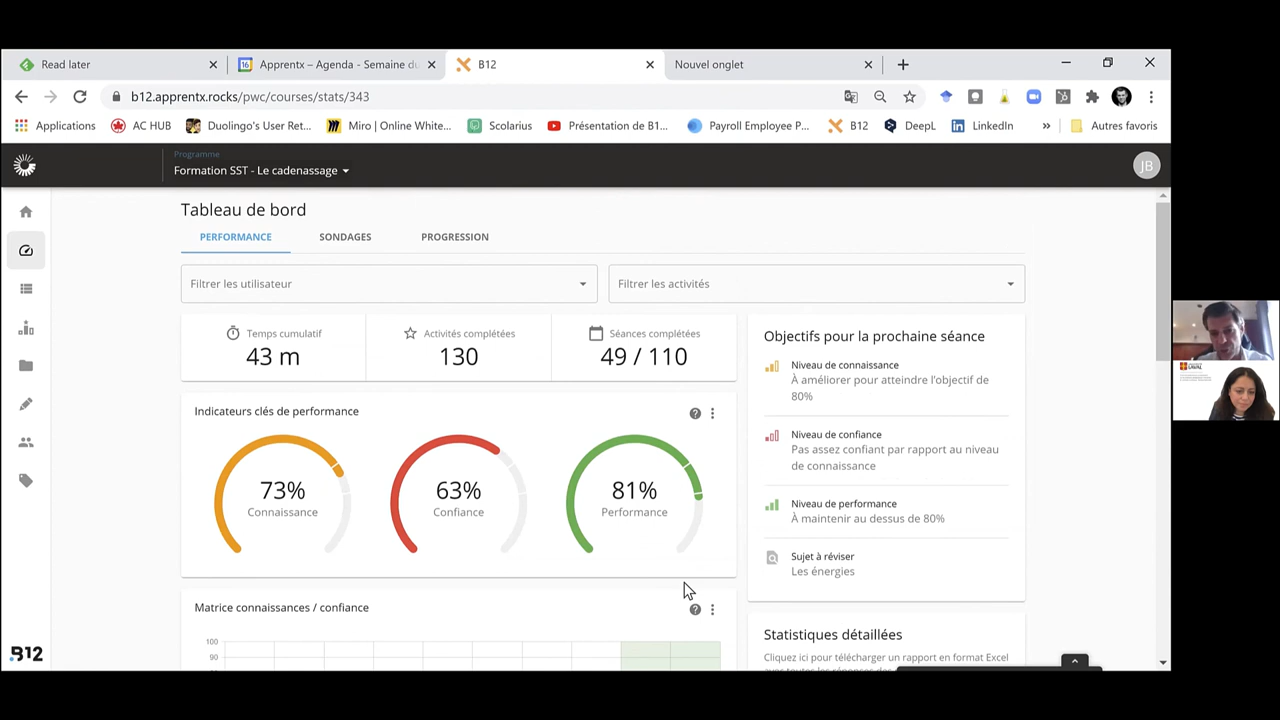 Read later
16
Apprentx – Agenda - Semaine du
B12
Nouvel onglet
b12.apprentx.rocks/pwc/courses/stats/343
Applications
AC HUB
Duolingo's User Ret...
Miro | Online White...
Scolarius
Présentation de B1...
Payroll Employee P...
B12
DeepL
LinkedIn
Autres favoris
Programme
Formation SST - Le cadenassage
JB
Tableau de bord
PERFORMANCE
SONDAGES
PROGRESSION
Filtrer les utilisateur
Filtrer les activités
Temps cumulatif
43 m
Activités complétées
130
Séances complétées
49 / 110
Objectifs pour la prochaine séance
Niveau de connaissance
À améliorer pour atteindre l'objectif de
80%
Niveau de confiance
Pas assez confiant par rapport au niveau
de connaissance
Niveau de performance
À maintenir au dessus de 80%
Sujet à réviser
Les énergies
Indicateurs clés de performance
73%
Connaissance
63%
Confiance
81%
Performance
Matrice connaissances / confiance
100
90
Statistiques détaillées
Cliquez ici pour télécharger un rapport en format Excel
B12
LAVAL